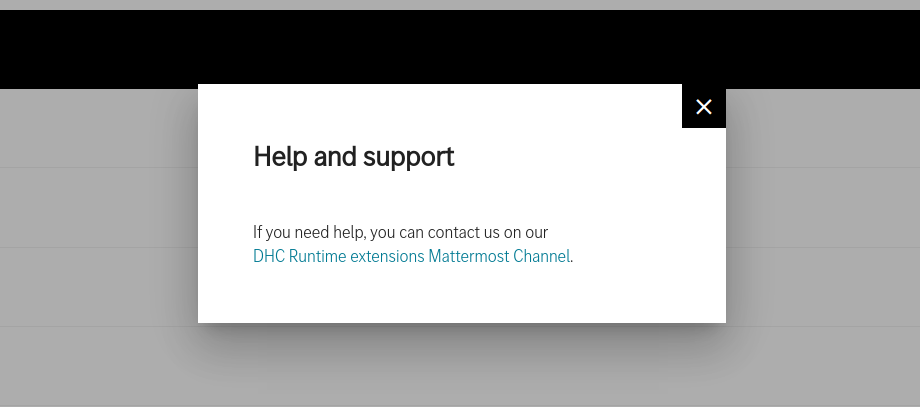 Help and support
If you need help, you can contact us on our
DHC Runtime extensions Mattermost Channel.